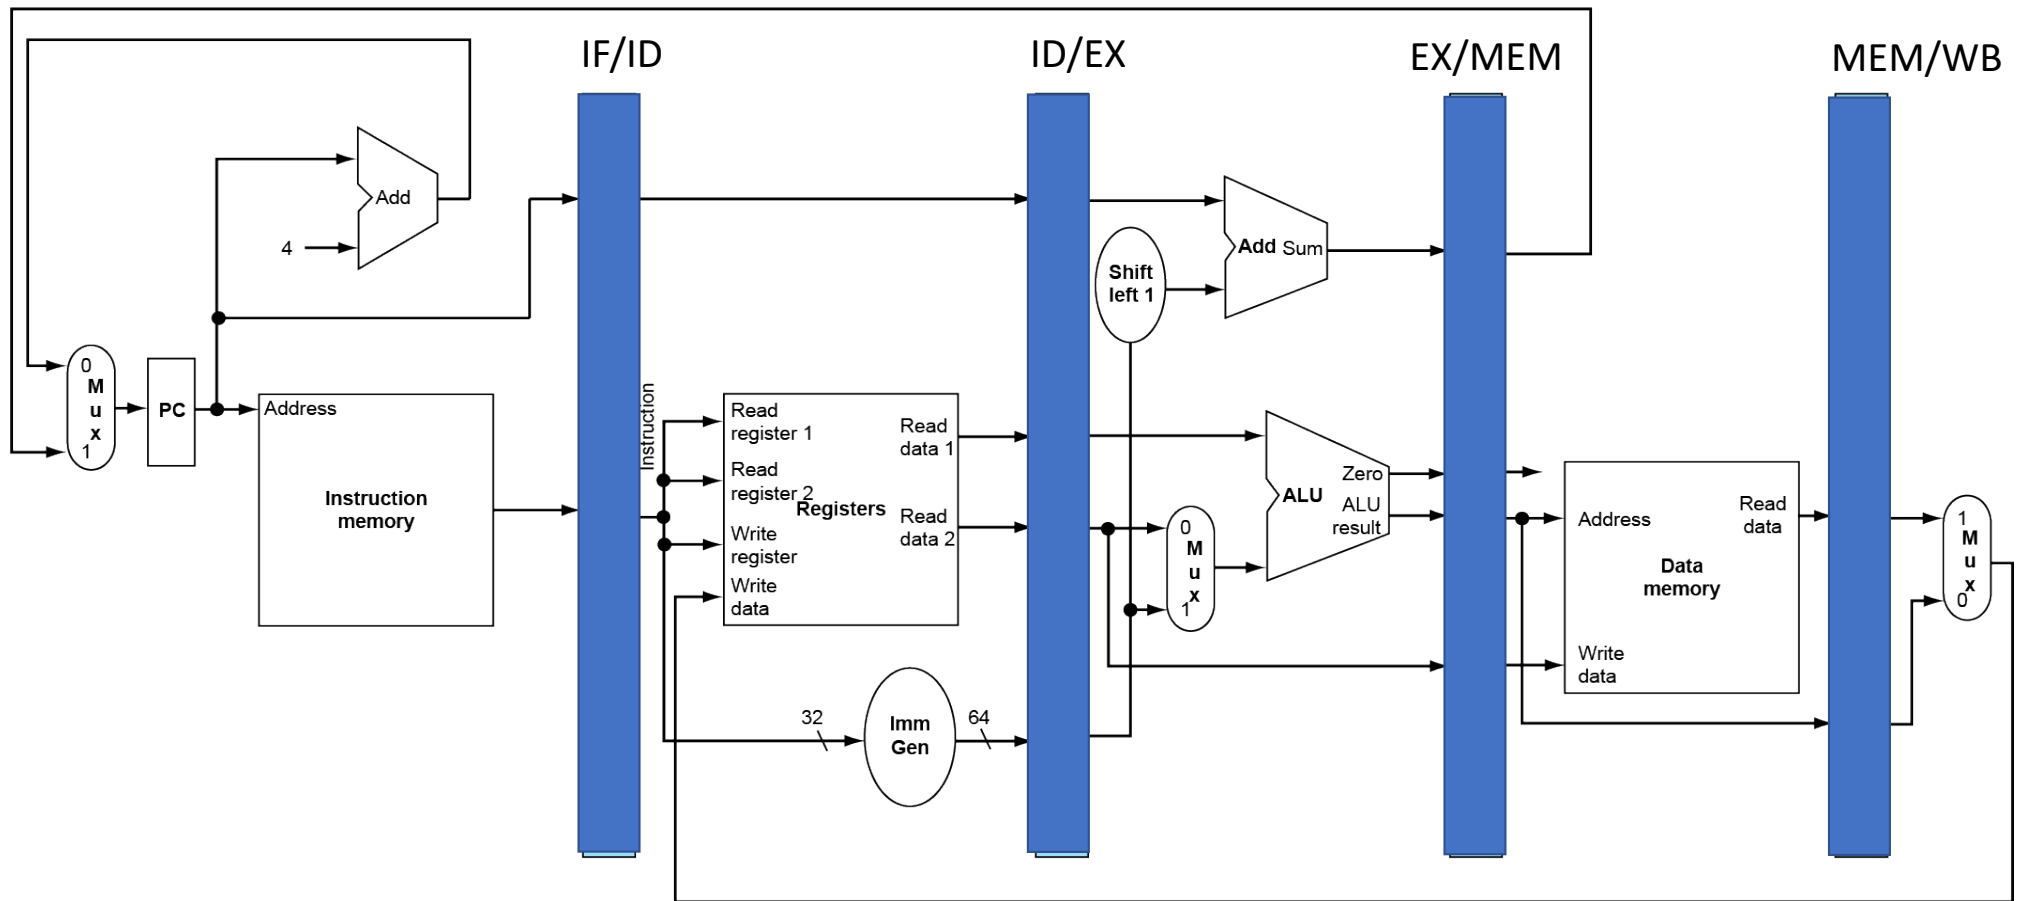 IF/ID
ID/EX
EX/MEM
MEM/WB
Add
4
0
M
u
x
1
PC
Address
Instruction
memory
Instruction
Read
register 1
Read
register 2
Registers
Write
register
Write
data
Read
data 1
Read
data 2
32
Imm
Gen
64
Shift
left 1
Add Sum
0
M
u
x
1
Zero
ALU
ALU
result
Address
Read
data
Data
memory
Write
data
1
M
u
x
0